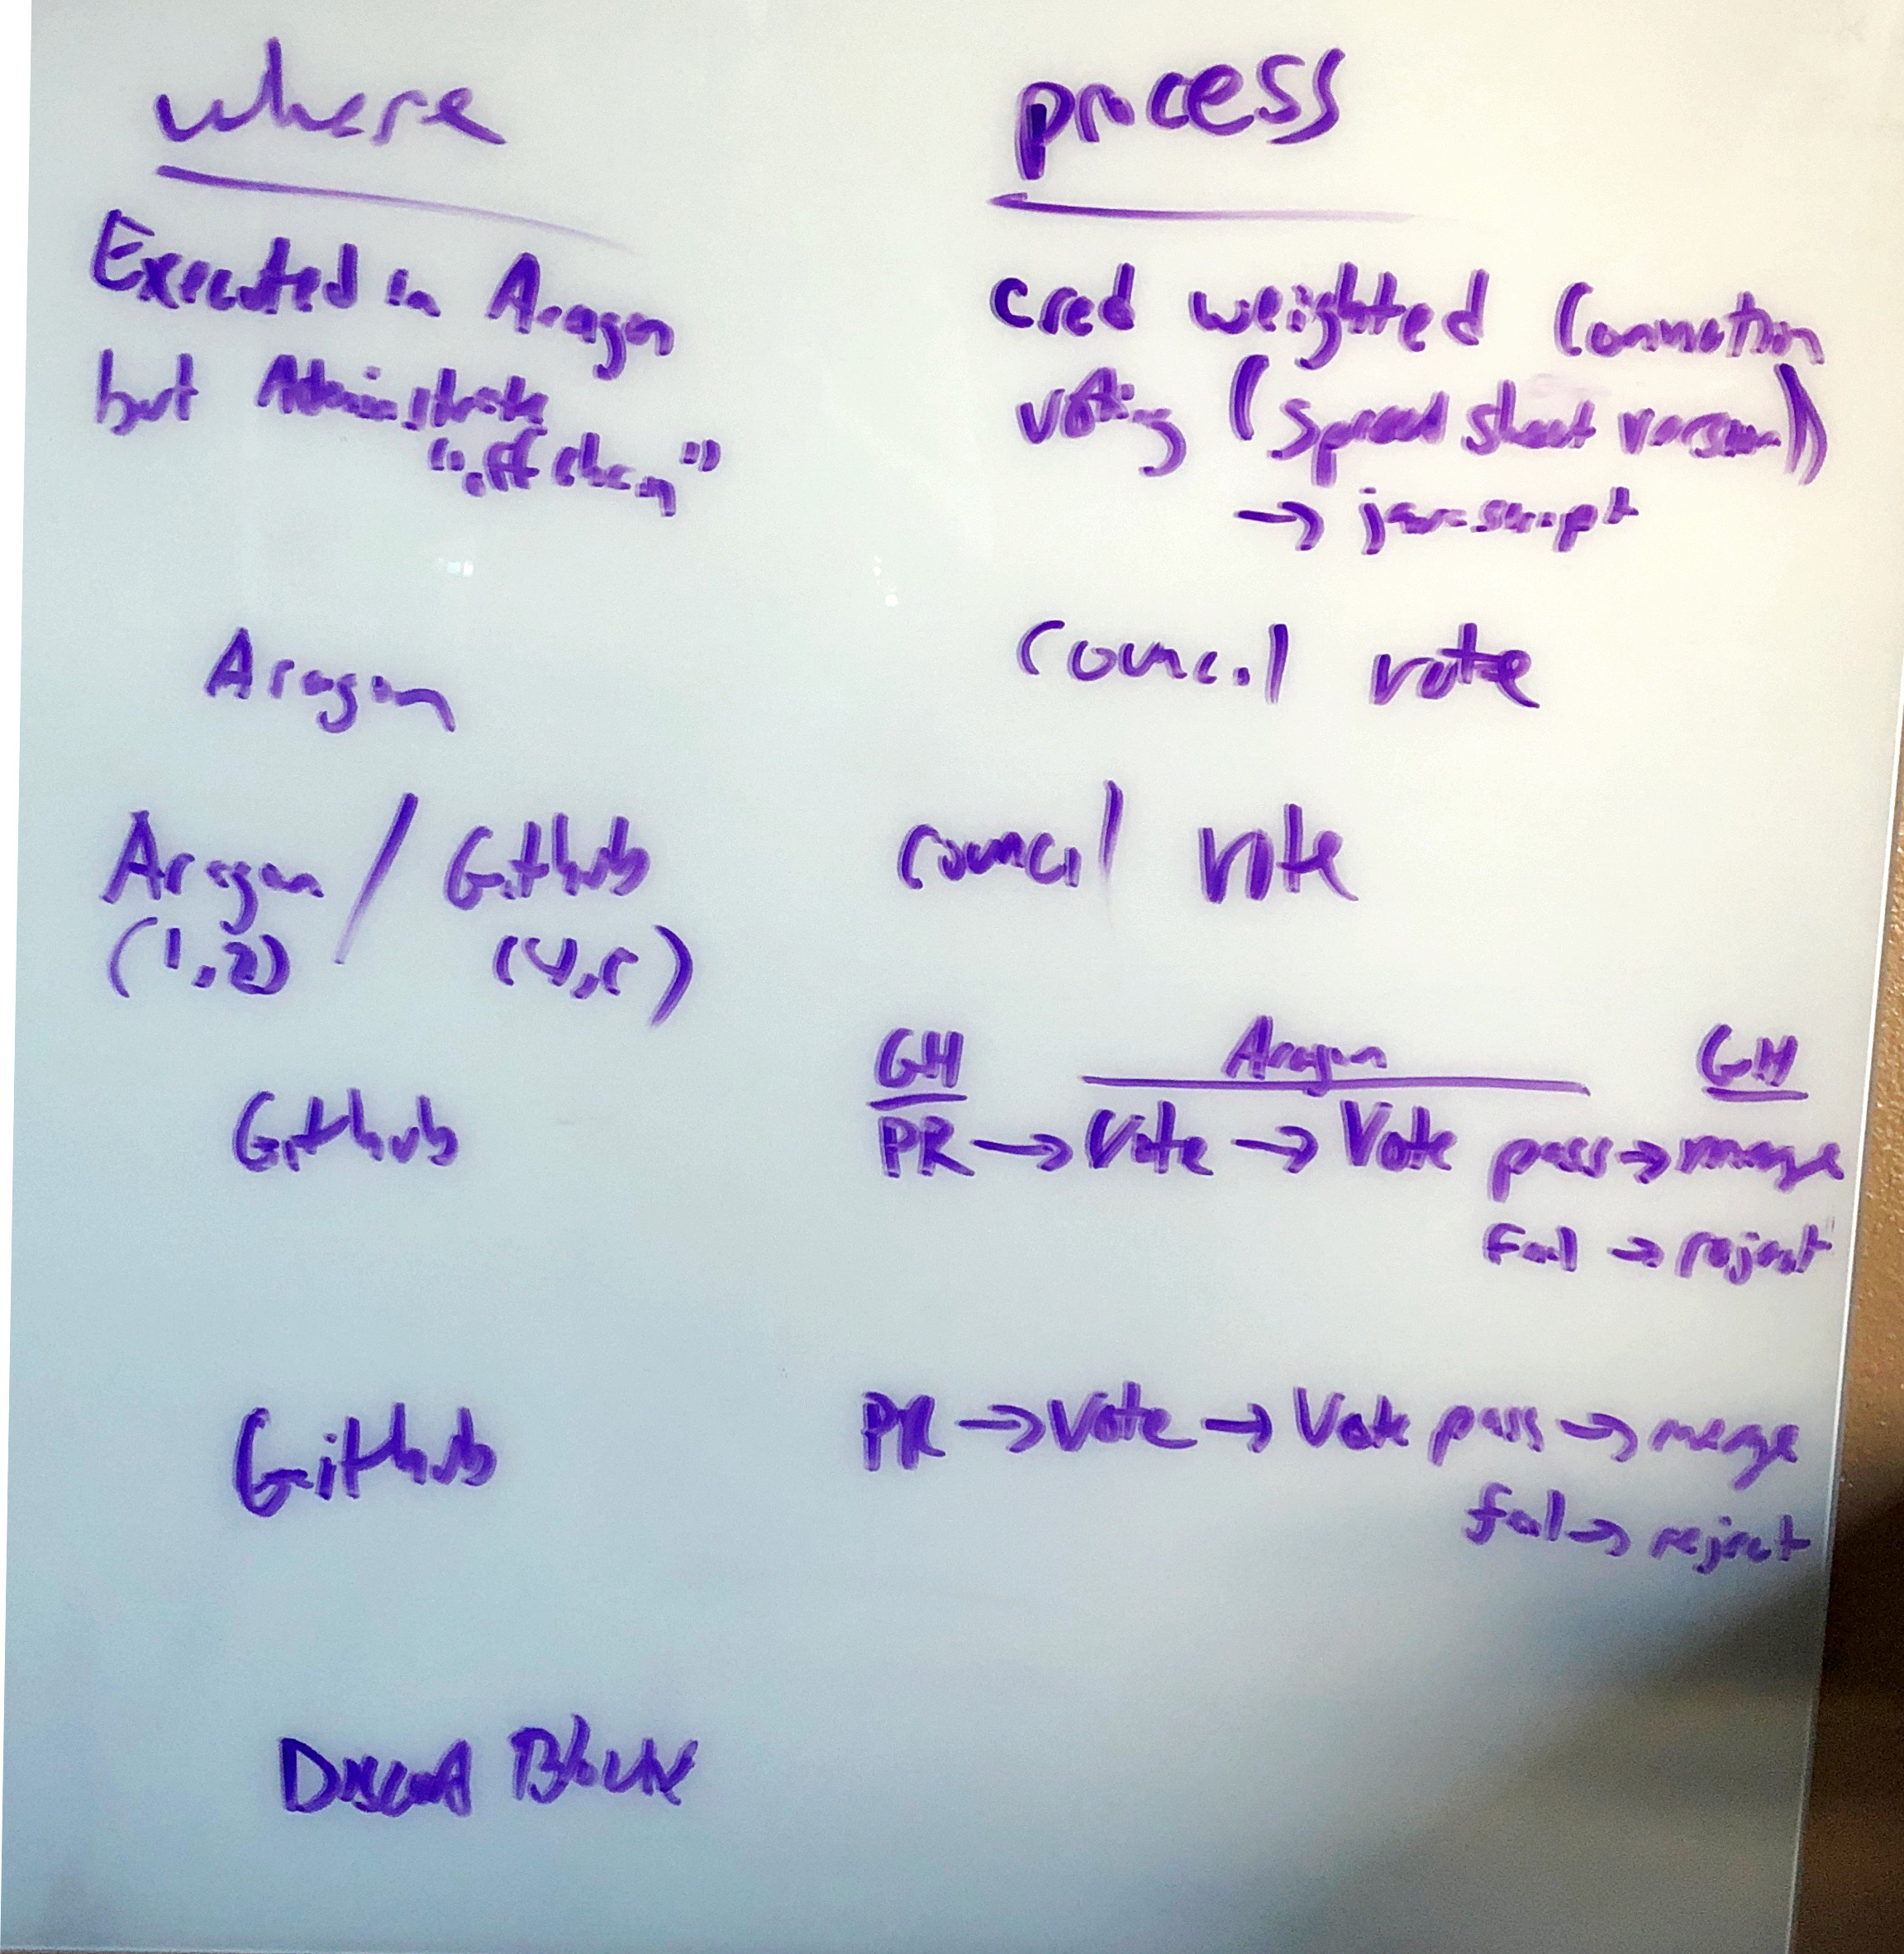 where
process
Executed in Aragon
but Administrate
"off chain"
cred weighted Connection
voting (spread sheet version)
→ javascript
Aragon
council vote
Aragon / Github
(1,2) (4,5)
council vote
Github
GH Aragon GH
PR → Vote → Vote pass → merge
Fail → reject
Github
PR → Vote → Vote pass → merge
fail → reject
Discord